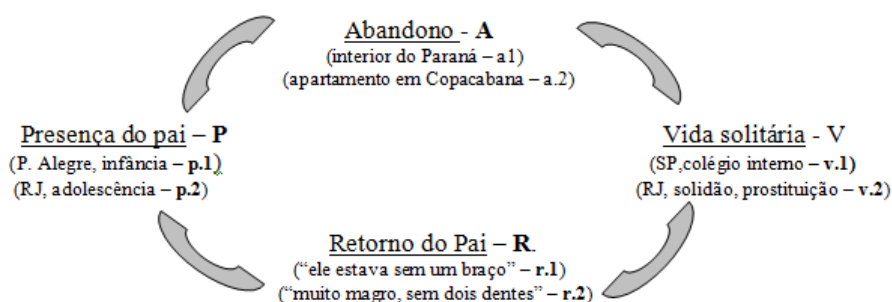 Abandono - A
(interior do Paraná – a1)
(apartamento em Copacabana – a.2)
Presença do pai – P
(P. Alegre, infância – p.1)
(RJ, adolescência – p.2)
Vida solitária - V
(SP,colégio interno – v.1)
(RJ, solidão, prostituição – v.2)
Retorno do Pai – R.
(“ele estava sem um braço” – r.1)
(“muito magro, sem dois dentes” – r.2)